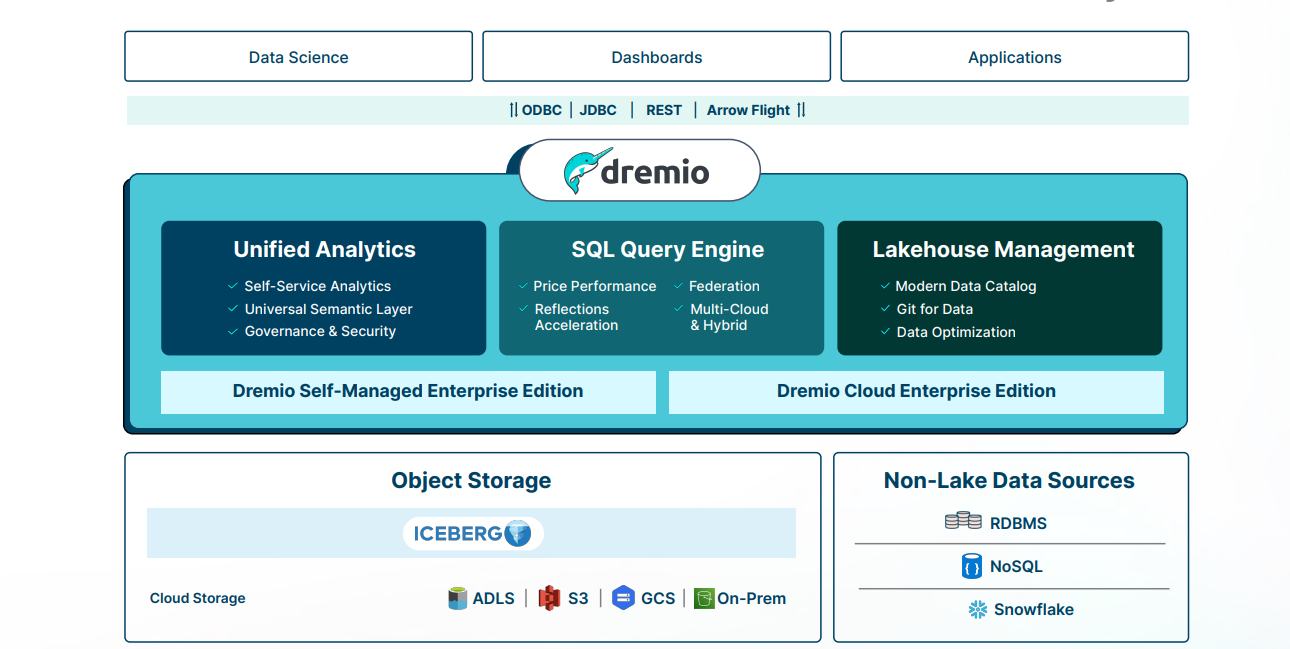 Data Science
Dashboards
Applications
ODBC | JDBC | REST | Arrow Flight
dremio
Unified Analytics
Self-Service Analytics
Universal Semantic Layer
Governance & Security
SQL Query Engine
Price Performance
Reflections
Acceleration
Federation
Multi-Cloud
& Hybrid
Lakehouse Management
Modern Data Catalog
Git for Data
Data Optimization
Dremio Self-Managed Enterprise Edition
Dremio Cloud Enterprise Edition
Object Storage
ICEBERG
Cloud Storage
ADLS | S3 | GCS | On-Prem
Non-Lake Data Sources
RDBMS
NoSQL
Snowflake